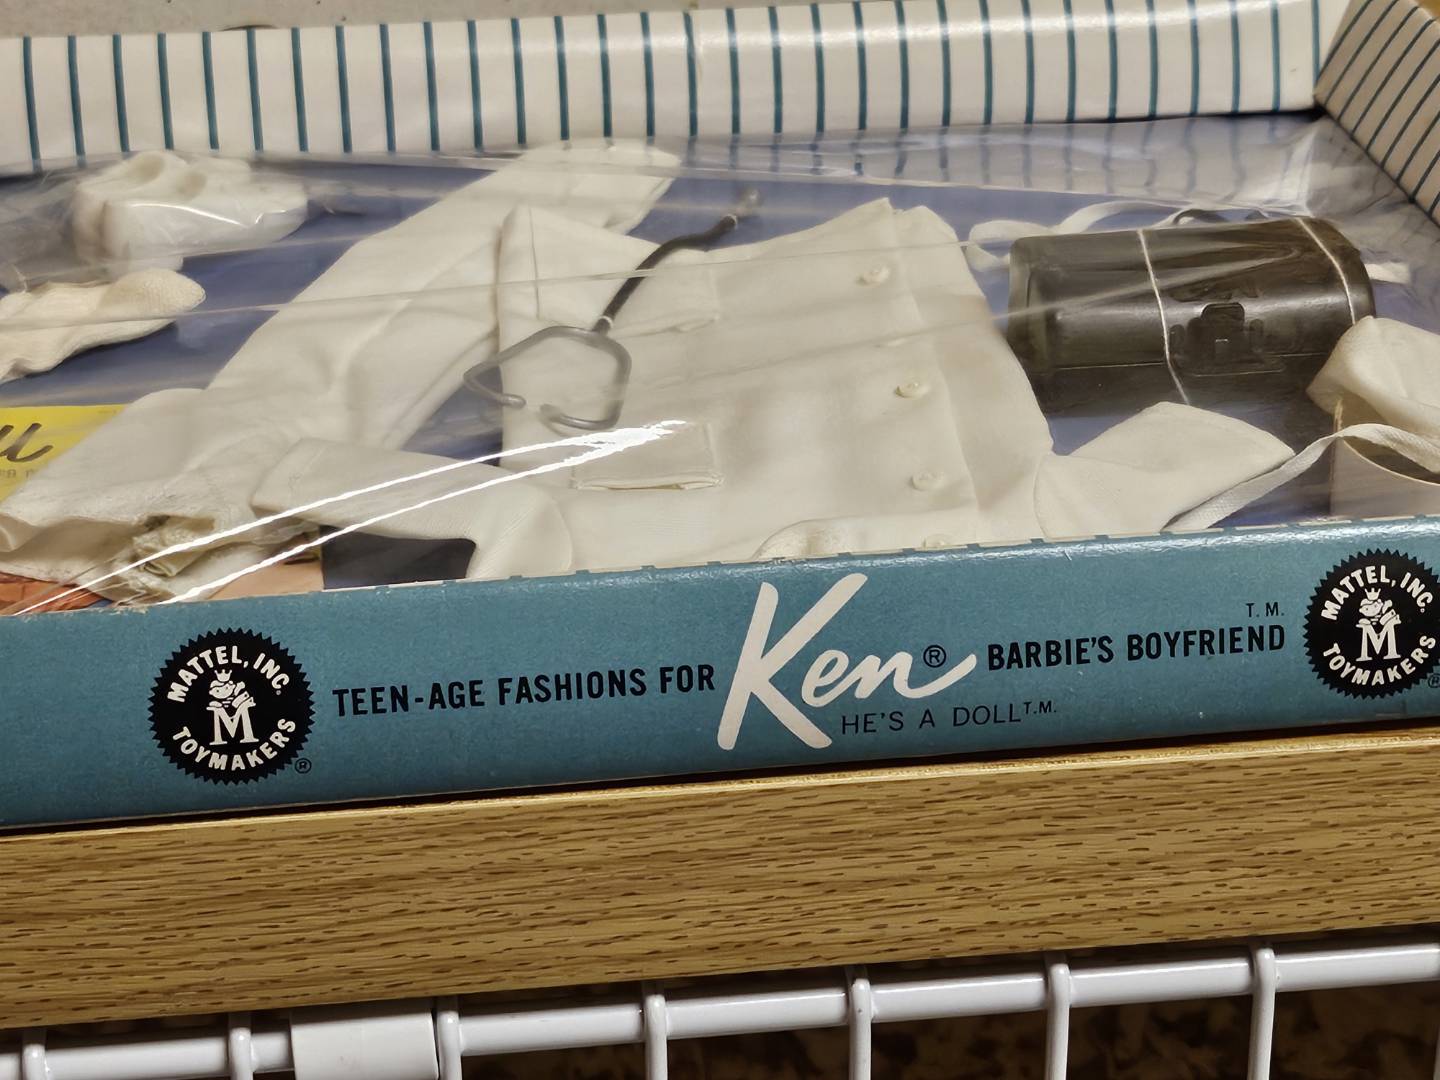 MATTEL, INC.
M
TOYMAKERS
®
TEEN-AGE FASHIONS FOR Ken® BARBIE'S BOYFRIEND T.M.
HE'S A DOLL T.M.
MATTEL, INC.
M
TOYMAKERS
®